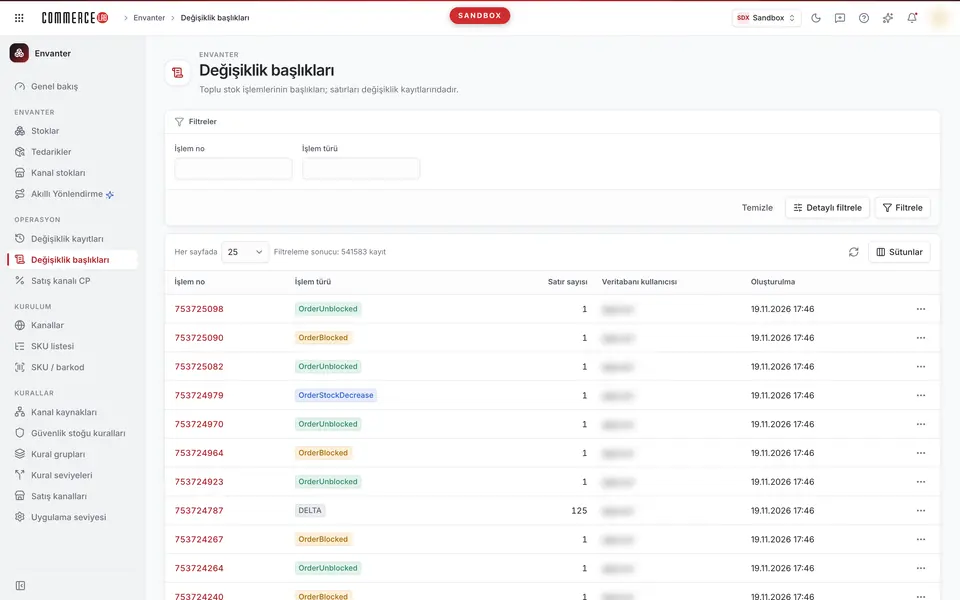 COMMERCE LAB
Envanter
Değişiklik başlıkları
SANDBOX
SDX Sandbox
Envanter
Genel bakış
ENVANTER
Stoklar
Tedarikler
Kanal stokları
Akıllı Yönlendirme
OPERASYON
Değişiklik kayıtları
Değişiklik başlıkları
Satış kanalı CP
KURULUM
Kanallar
SKU listesi
SKU / barkod
KURALLAR
Kanal kaynakları
Güvenlik stoğu kuralları
Kural grupları
Kural seviyeleri
Satış kanalları
Uygulama seviyesi
ENVANTER
Değişiklik başlıkları
Toplu stok işlemlerinin başlıkları; satırları değişiklik kayıtlarındadır.
Filtreler
İşlem no İşlem türü
Temizle Detaylı filtrele Filtrele
Her sayfada 25 Filtreleme sonucu: 541583 kayıt Sütunlar
İşlem no İşlem türü Satır sayısı Veritabanı kullanıcısı Oluşturulma
753725098 OrderUnblocked 1 19.11.2026 17:46
753725090 OrderBlocked 1 19.11.2026 17:46
753725082 OrderUnblocked 1 19.11.2026 17:46
753724979 OrderStockDecrease 1 19.11.2026 17:46
753724970 OrderUnblocked 1 19.11.2026 17:46
753724964 OrderBlocked 1 19.11.2026 17:46
753724923 OrderUnblocked 1 19.11.2026 17:46
753724787 DELTA 125 19.11.2026 17:46
753724267 OrderBlocked 1 19.11.2026 17:46
753724264 OrderUnblocked 1 19.11.2026 17:46
753724240 OrderBlocked 1 19.11.2026 17:46